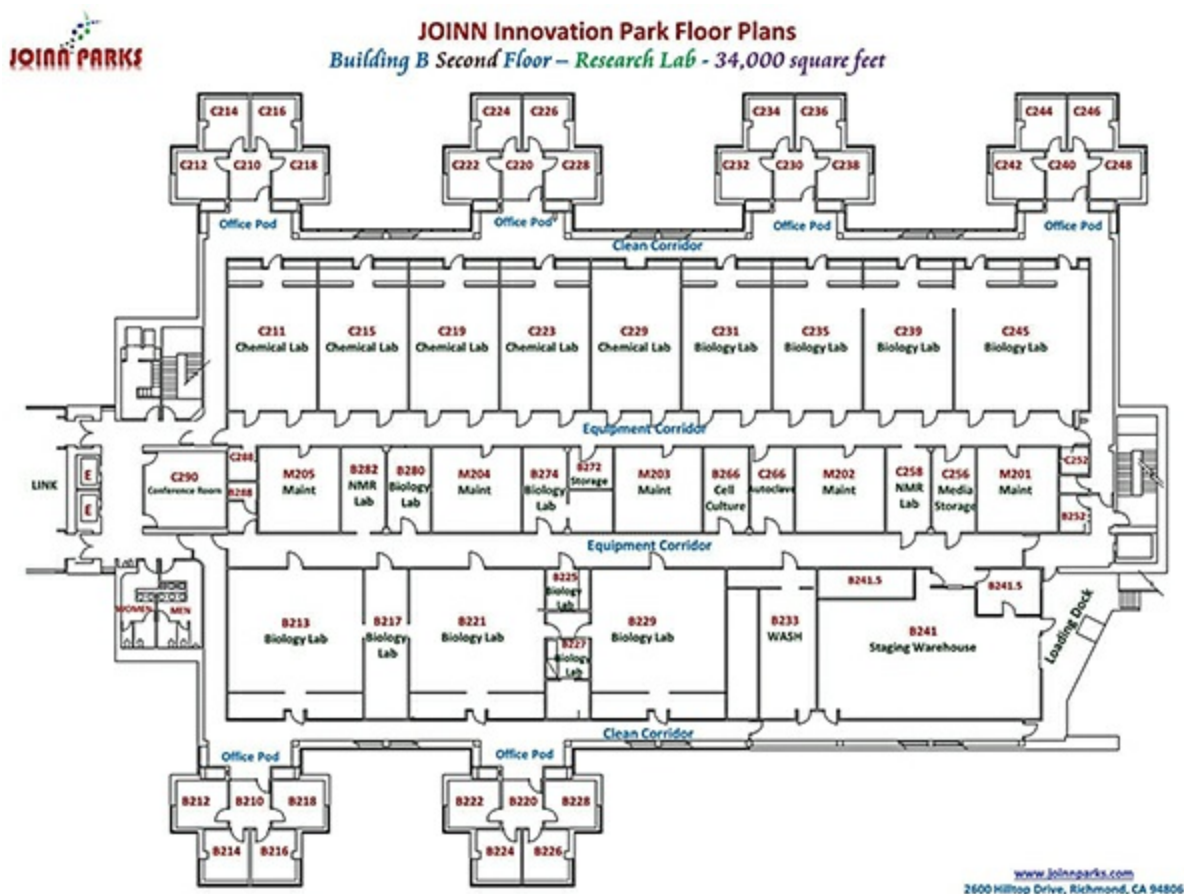 JOINN PARKS
JOINN Innovation Park Floor Plans
Building B Second Floor – Research Lab - 34,000 square feet
C214 C216
C224 C226
C234 C236
C244 C246
C212 C210 C218
C222 C220 C228
C232 C230 C238
C242 C240 C248
Office Pod
Office Pod
Office Pod
Office Pod
Clean Corridor
C211
Chemical Lab
C215
Chemical Lab
C219
Chemical Lab
C223
Chemical Lab
C229
Chemical Lab
C231
Biology Lab
C235
Biology Lab
C239
Biology Lab
C245
Biology Lab
Equipment Corridor
LINK
E
E
C290
Conference Room
C288
B288
M205
Maint
B282
NMR
Lab
B280
Biology
Lab
M204
Maint
B274
Biology
Lab
B272
Storage
M203
Maint
B266
Cell
Culture
C266
Autoclave
M202
Maint
C258
NMR
Lab
C256
Media
Storage
M201
Maint
C252
B252
Equipment Corridor
WOMEN
MEN
B213
Biology Lab
B217
Biology
Lab
B221
Biology Lab
B225
Biology
Lab
B227
Biology
Lab
B229
Biology Lab
B233
WASH
B241.5
B241.5
B241
Staging Warehouse
Loading Dock
Clean Corridor
Office Pod
Office Pod
B212 B210 B218
B222 B220 B228
B214 B216
B224 B226
www.joinnparks.com
2600 Hilltop Drive, Richmond, CA 94806